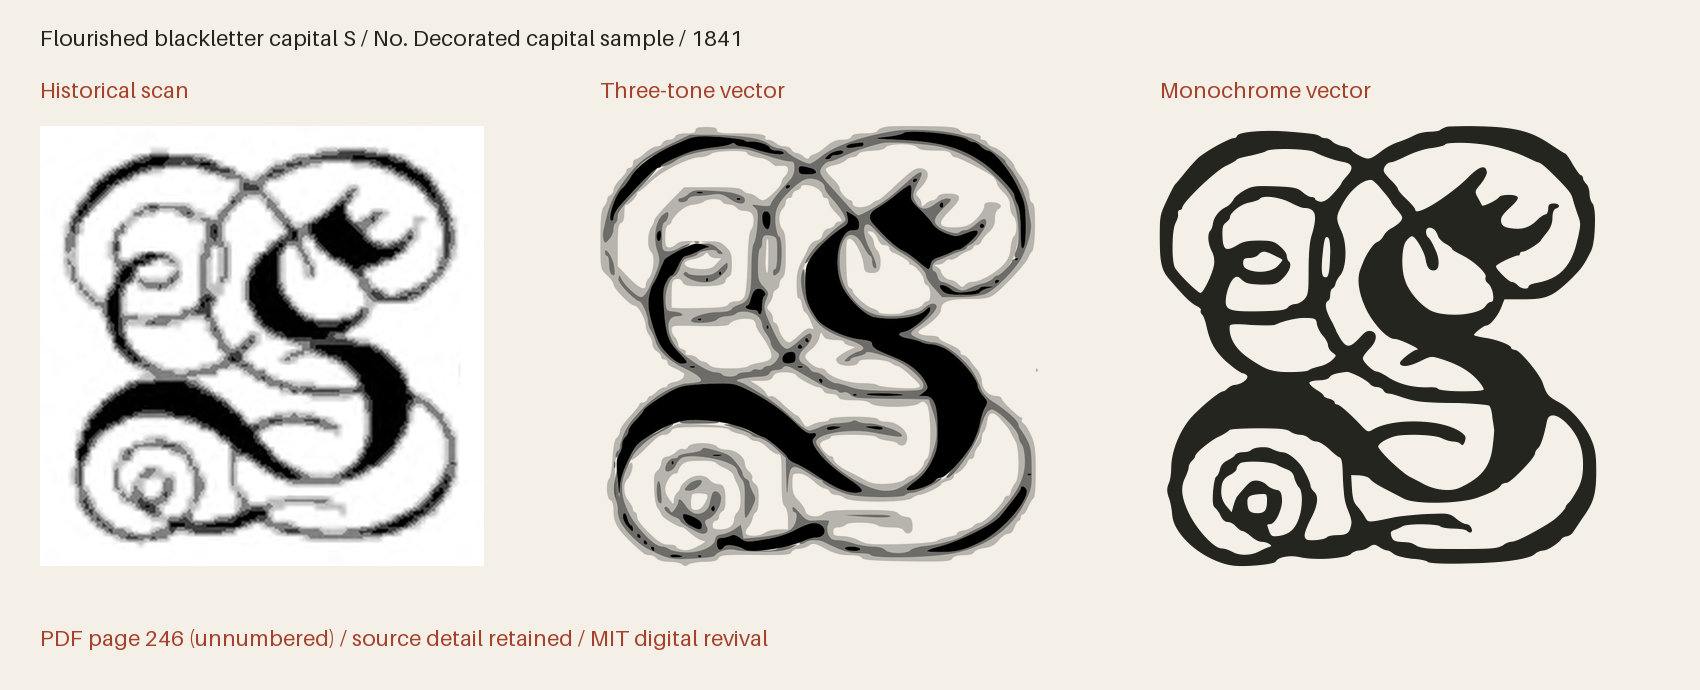 Flourished blackletter capital S / No. Decorated capital sample / 1841
Historical scan
Three-tone vector
Monochrome vector
S
S
S
PDF page 246 (unnumbered) / source detail retained / MIT digital revival